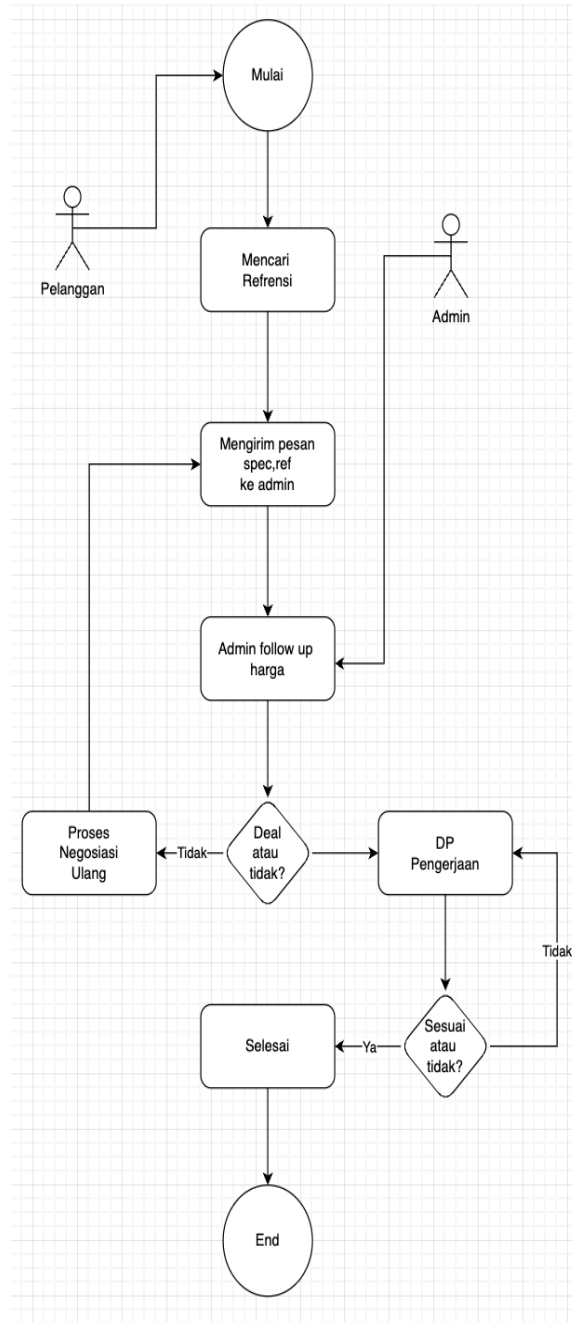 Mulai
Pelanggan
Mencari
Refrensi
Admin
Mengirim pesan
spec,ref
ke admin
Admin follow up
harga
Proses
Negosiasi
Ulang
Tidak
Deal
atau
tidak?
DP
Pengerjaan
Tidak
Selesai
Ya
Sesuai
atau
tidak?
End